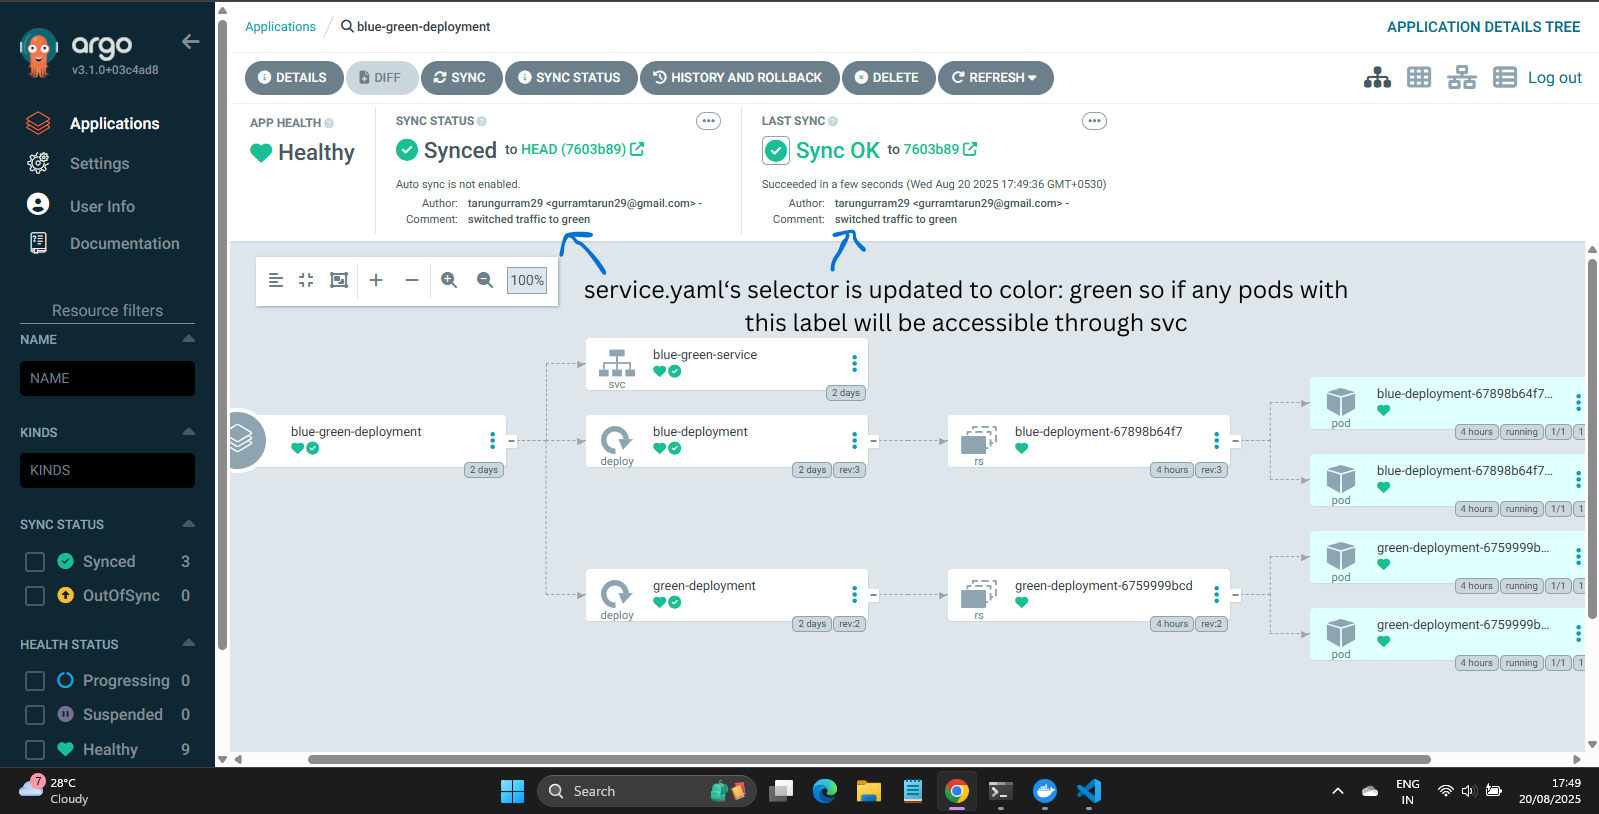 argo
v3.1.0+03c4ad8
Applications
Settings
User Info
Documentation
Resource filters
NAME
NAME
KINDS
KINDS
SYNC STATUS
Synced 3
OutOfSync 0
HEALTH STATUS
Progressing 0
Suspended 0
Healthy 9
Applications / blue-green-deployment
APPLICATION DETAILS TREE
DETAILS DIFF SYNC SYNC STATUS HISTORY AND ROLLBACK DELETE REFRESH
Log out
APP HEALTH
Healthy
SYNC STATUS
Synced to HEAD (7603b89)
Auto sync is not enabled.
Author: tarungurram29 <gurramtarun29@gmail.com> -
Comment: switched traffic to green
LAST SYNC
Sync OK to 7603b89
Succeeded in a few seconds (Wed Aug 20 2025 17:49:36 GMT+0530)
Author: tarungurram29 <gurramtarun29@gmail.com> -
Comment: switched traffic to green
100%
service.yaml‘s selector is updated to color: green so if any pods with
this label will be accessible through svc
blue-green-deployment
2 days
svc
blue-green-service
2 days
deploy
blue-deployment
2 days rev:3
rs
blue-deployment-67898b64f7
4 hours rev:3
pod
blue-deployment-67898b64f7...
4 hours running 1/1 1
pod
blue-deployment-67898b64f7...
4 hours running 1/1 1
deploy
green-deployment
2 days rev:2
rs
green-deployment-6759999bcd
4 hours rev:2
pod
green-deployment-6759999b...
4 hours running 1/1 1
pod
green-deployment-6759999b...
4 hours running 1/1 1
7
28°C
Cloudy
Search
ENG
IN
17:49
20/08/2025